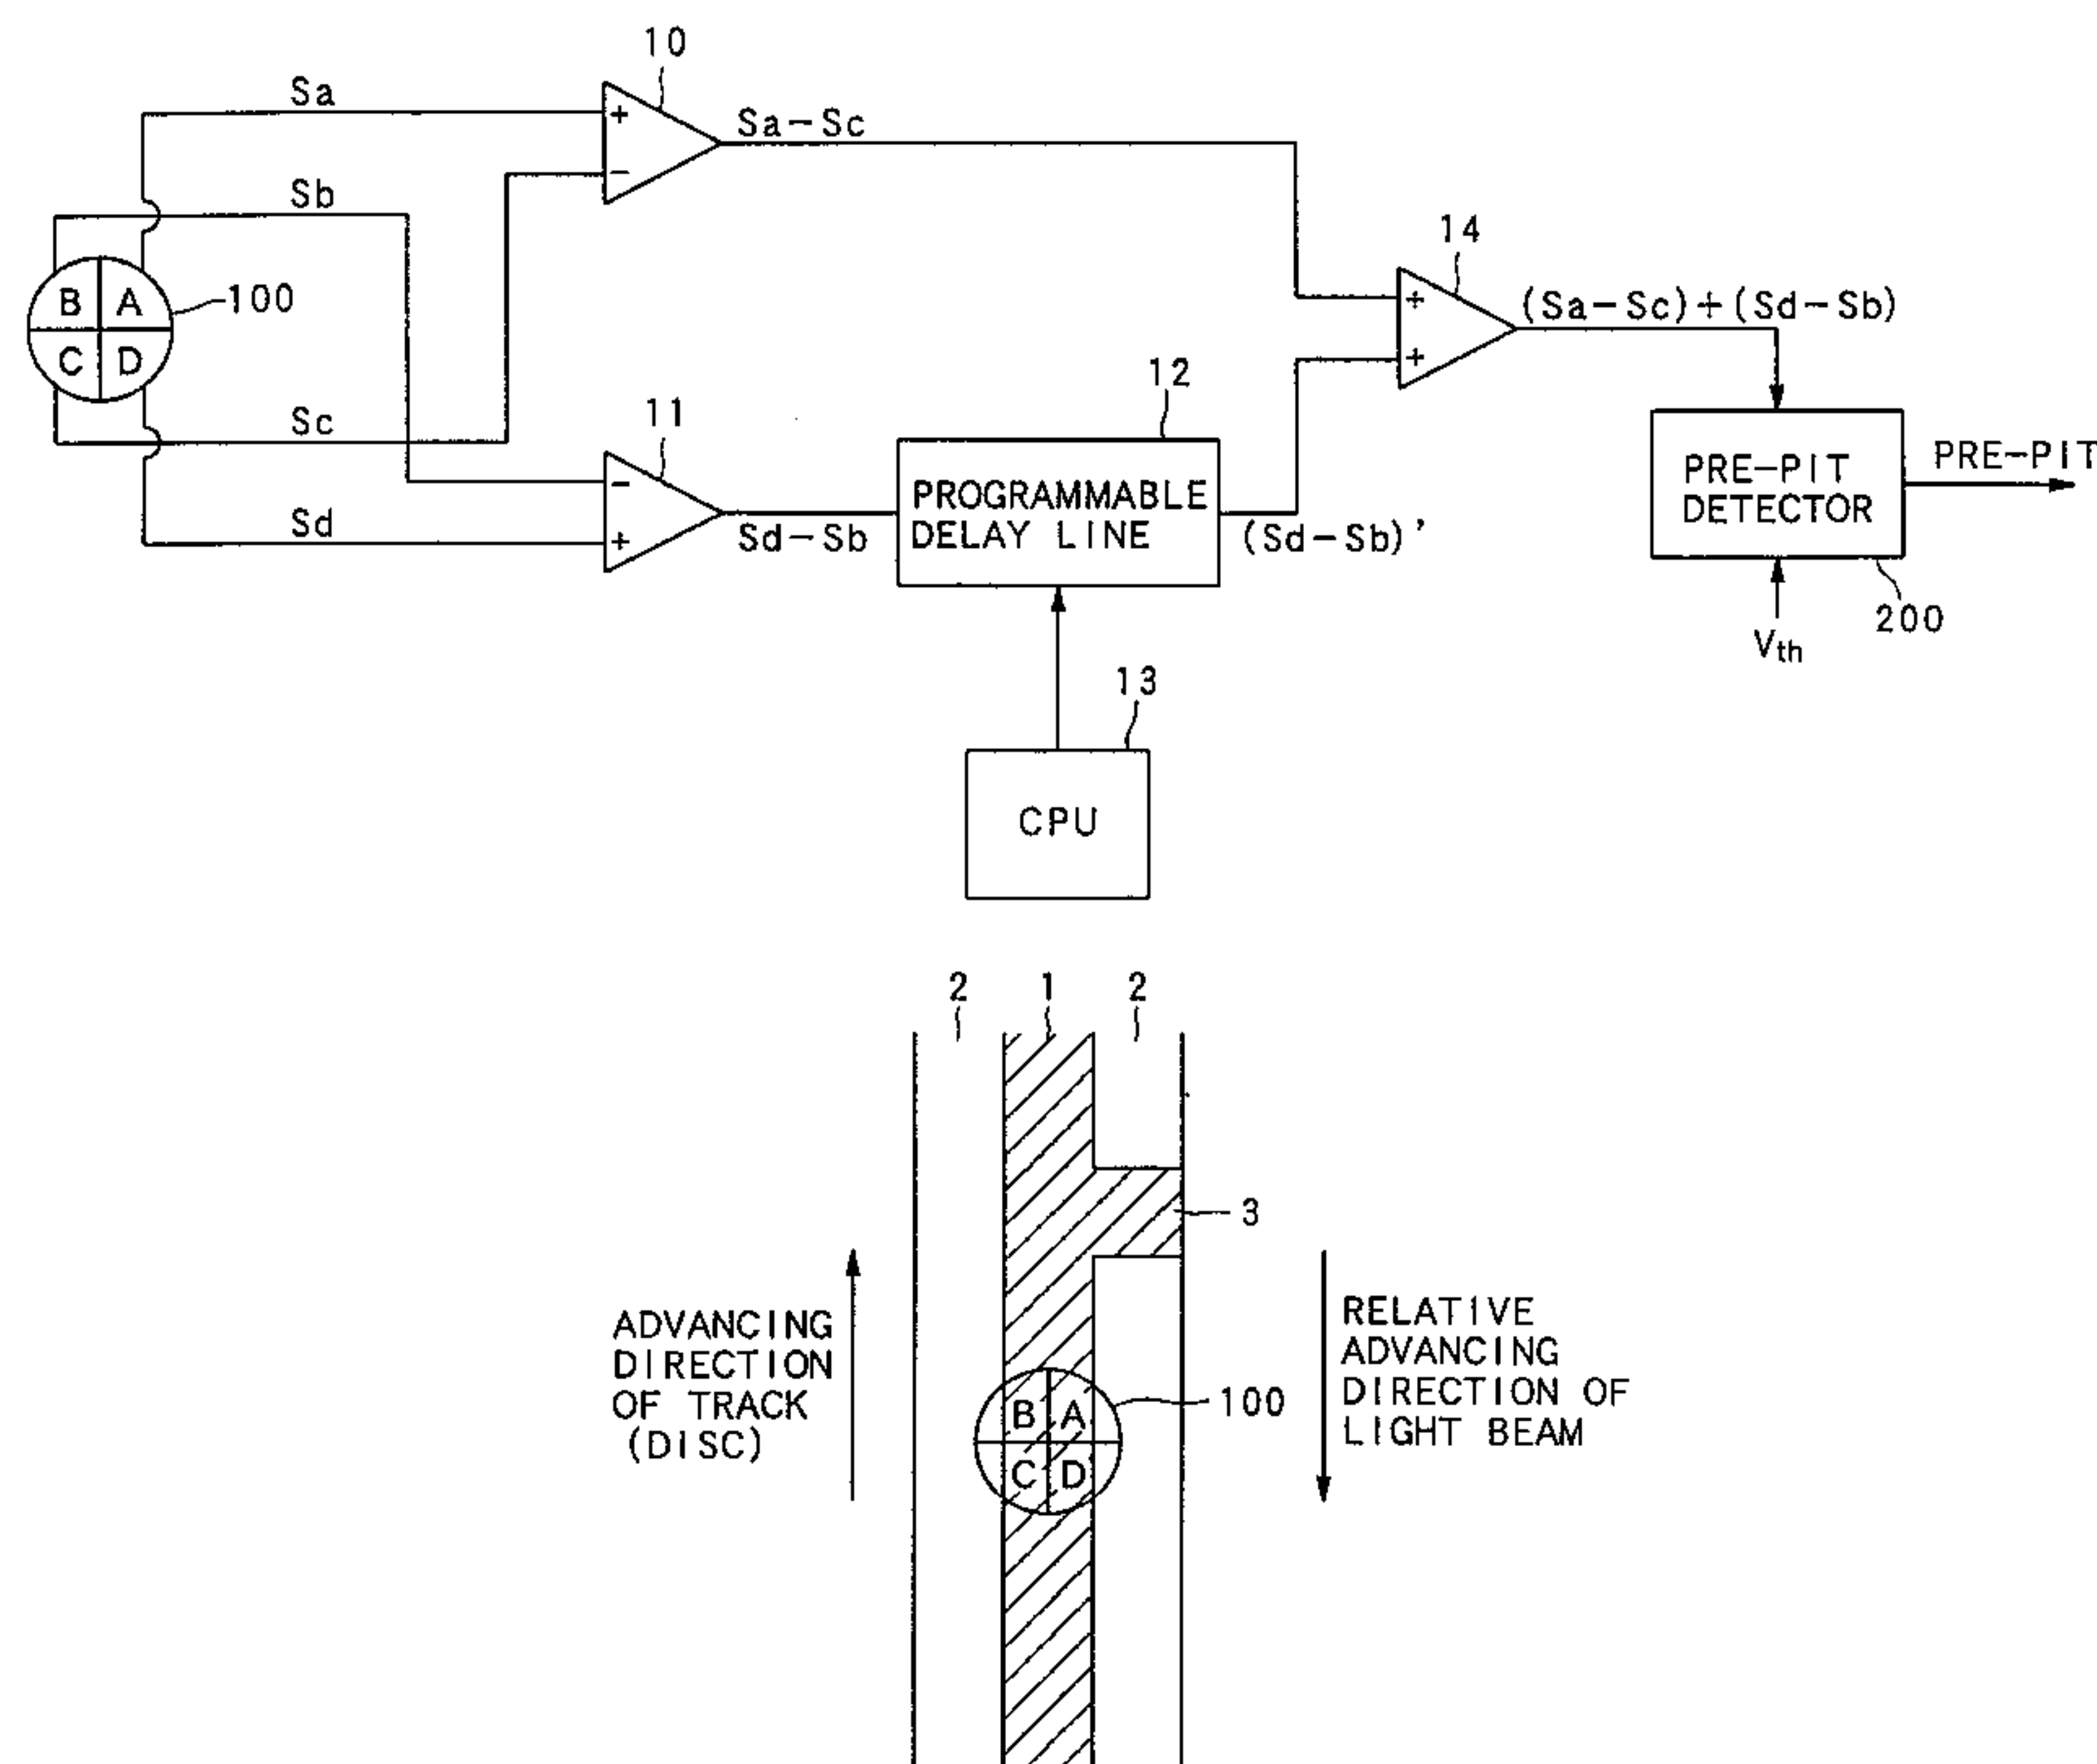 10
Sa
Sa-Sc
Sb
14
B A
100
(Sa-Sc)+(Sd-Sb)
C D
12
11
Sc
PRE-PIT
DETECTOR
PRE-PIT
PROGRAMMABLE
DELAY LINE
Sd
Sd-Sb
(Sd-Sb)'
200
Vth
13
CPU
2 1 2
3
ADVANCING
DIRECTION
OF TRACK
(DISC)
RELATIVE
ADVANCING
DIRECTION OF
LIGHT BEAM
B A
100
C D